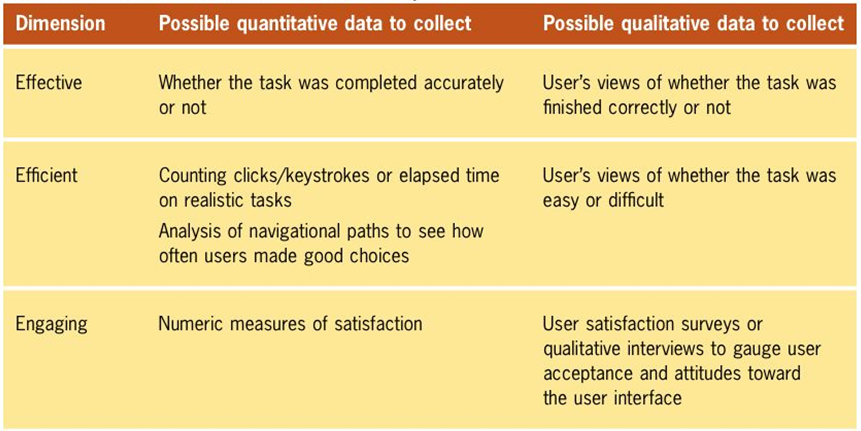 Dimension
Possible quantitative data to collect
Possible qualitative data to collect
Effective
Whether the task was completed accurately
or not
User's views of whether the task was
finished correctly or not
Efficient
Counting clicks/keystrokes or elapsed time
on realistic tasks
Analysis of navigational paths to see how
often users made good choices
User's views of whether the task was
easy or difficult
Engaging
Numeric measures of satisfaction
User satisfaction surveys or
qualitative interviews to gauge user
acceptance and attitudes toward
the user interface